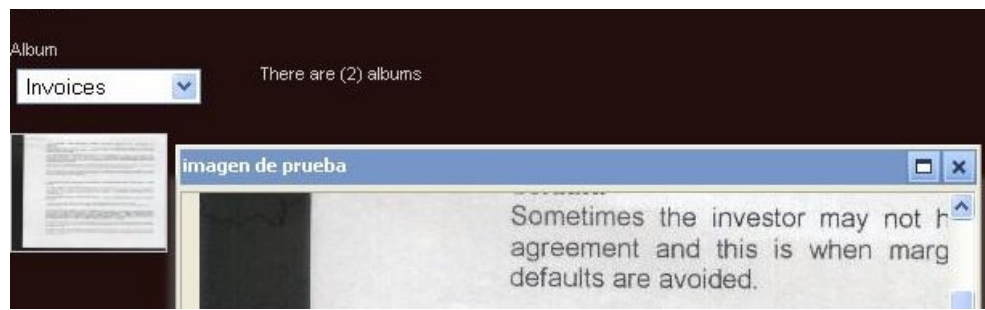 Album
Invoices
There are (2) albums
imagen de prueba
Sometimes the investor may not
agreement and this is when
defaults are avoided.